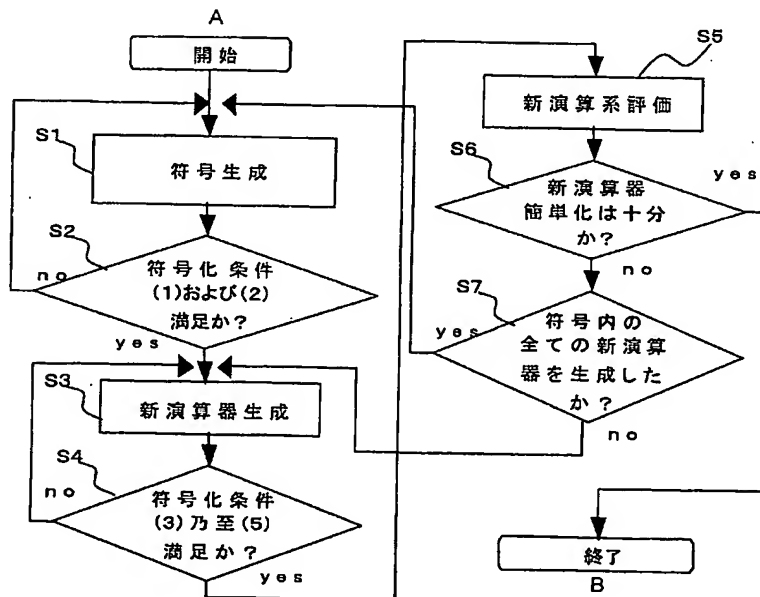 A
開始
S1
符号生成
S2
no
符号化条件
(1)および(2)
満足か?
yes
S3
新演算器生成
S4
no
符号化条件
(3)乃至(5)
満足か?
yes
S5
新演算系評価
S6
yes
新演算器
簡単化は十分
か?
no
S7
yes
符号内の
全ての新演算
器を生成した
か?
no
終了
B